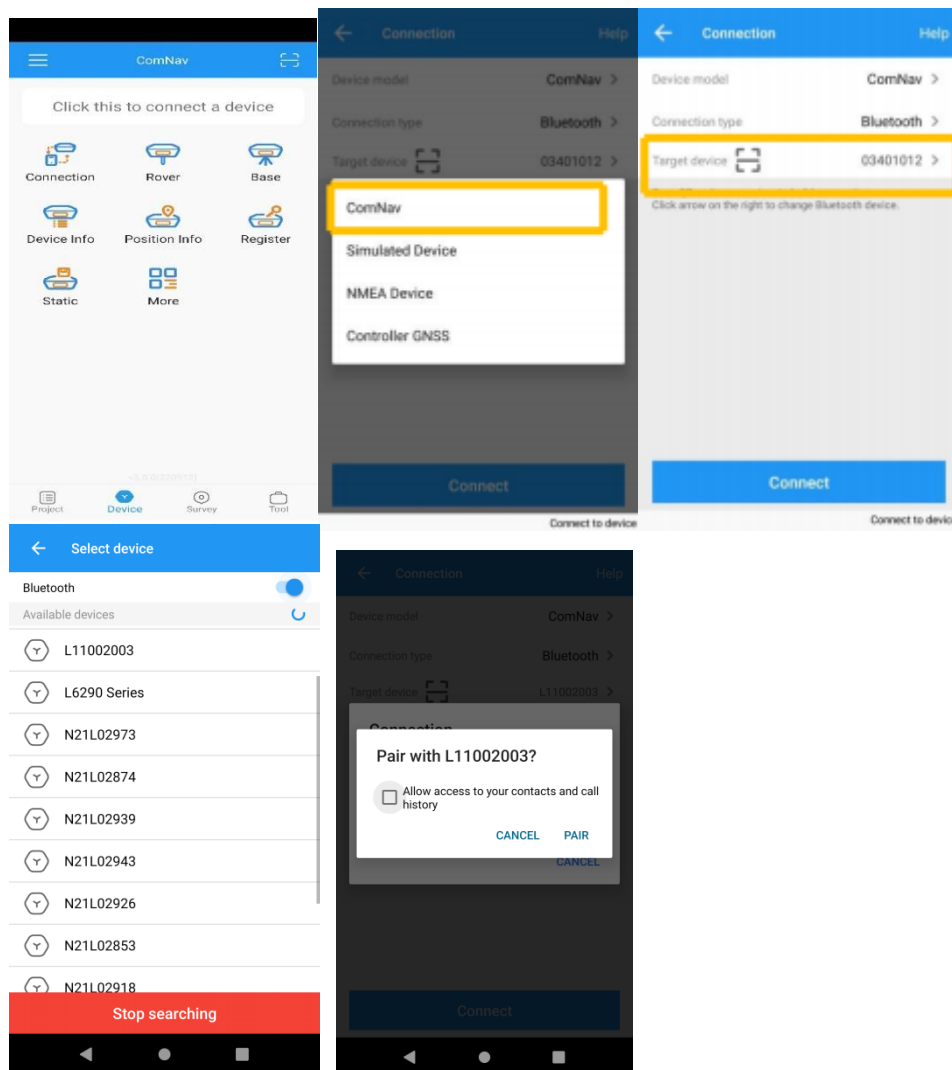 ComNav
Click this to connect a device
Connection
Rover
Base
Device Info
Position Info
Register
Static
More
Project
Device
Survey
Tool
Connection
Help
Device model
ComNav >
Connection type
Bluetooth >
Target device
03401012 >
ComNav
Simulated Device
NMEA Device
Controller GNSS
Connect
Connect to device
Connection
Help
Device model
ComNav >
Connection type
Bluetooth >
Target device
03401012 >
Click arrow on the right to change Bluetooth device.
Connect
Connect to devic
Select device
Bluetooth
Available devices
L11002003
L6290 Series
N21L02973
N21L02874
N21L02939
N21L02943
N21L02926
N21L02853
N21L02918
Stop searching
Connection
Help
Device model
ComNav >
Connection type
Bluetooth >
Target device
L11002003 >
Connection
Pair with L11002003?
Allow access to your contacts and call
history
CANCEL PAIR
CANCEL
Connect